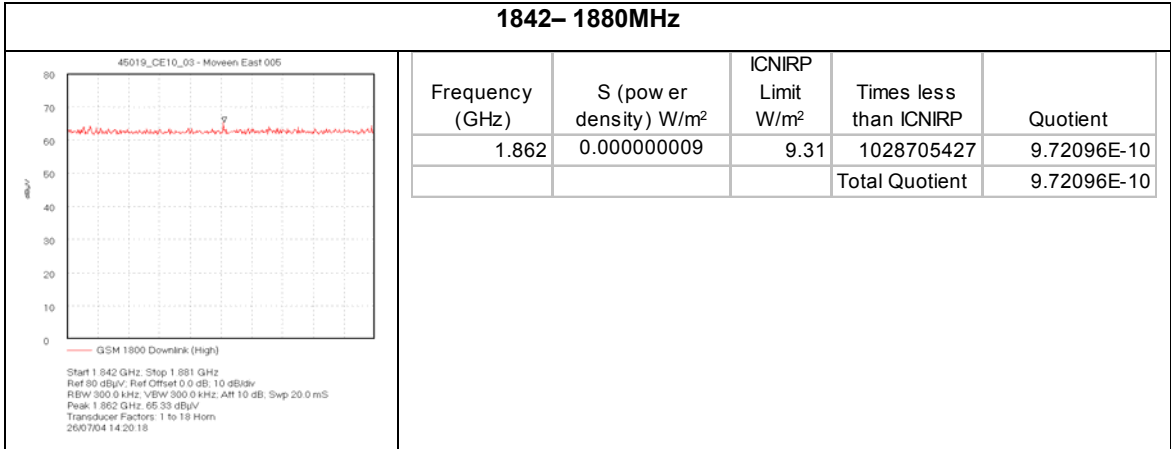 1842– 1880MHz
45019_CE10_03 - Moveen East 005
80
70
60
50
40
30
20
10
0
dBµV
GSM 1800 Downlink (High)
Start 1.842 GHz; Stop 1.881 GHz
Ref 80 dBµV; Ref Offset 0.0 dB; 10 dB/div
RBW 300.0 kHz; VBW 300.0 kHz; Att 10 dB; Swp 20.0 mS
Peak 1.862 GHz, 65.33 dBµV
Transducer Factors: 1 to 18 Horn
26/07/04 14:20:18
Frequency (GHz) S (pow er density) W/m² ICNIRP Limit W/m² Times less than ICNIRP Quotient
1.862 0.000000009 9.31 1028705427 9.72096E-10
Total Quotient 9.72096E-10